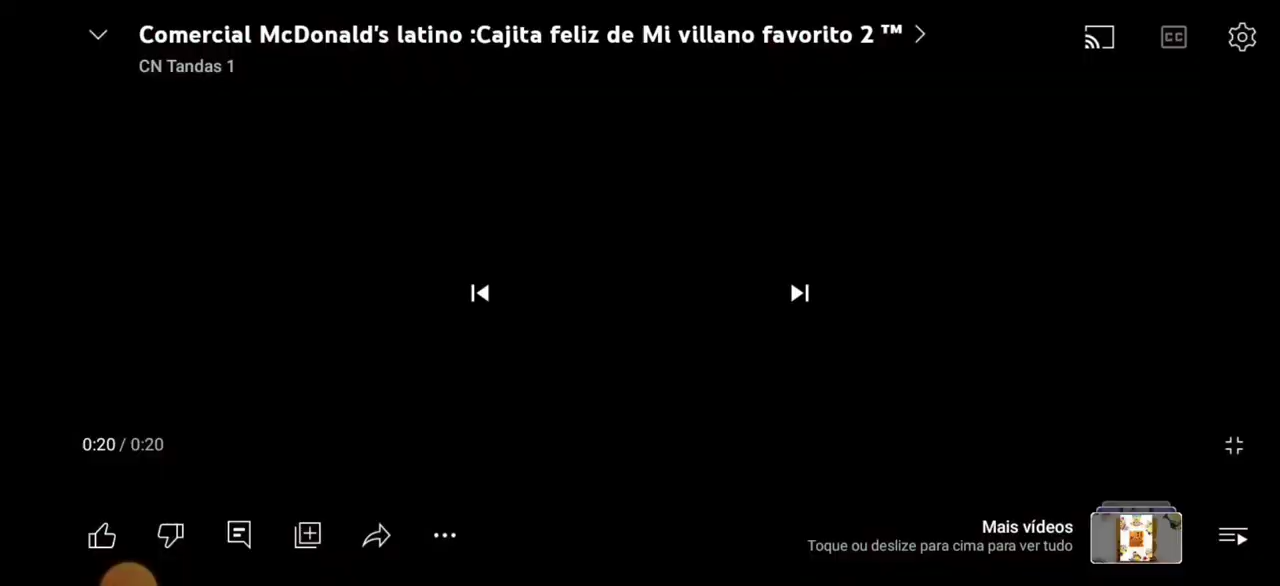 Comercial McDonald's latino :Cajita feliz de Mi villano favorito 2 ™
CN Tandas 1
CC
0:20 / 0:20
Mais vídeos
Toque ou deslize para cima para ver tudo